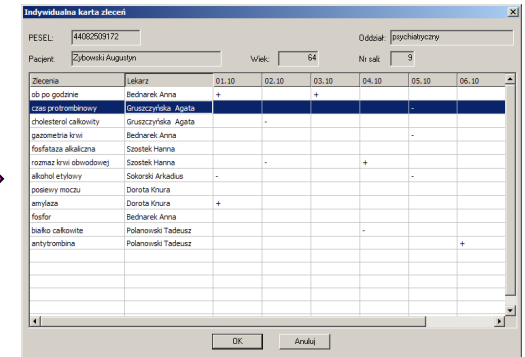 Indywidualna karta zleceń
PESEL: 44082509172 Oddział: psychiatryczny
Pacjent Zybowski Augustyn Wiek: 64 Nr sali: 9
Zlecenia Lekarz 01.10 02.10 03.10 04.10 05.10 06.10
ob po godzinie Bednarek Anna + +
czas protrombinowy Gruszczyńska Agata -
cholesterol całkowity Gruszczyńska Agata -
gazometria krwi Bednarek Anna -
fosfataza alkaliczna Szostek Hanna
rozmaz krwi obwodowej Szostek Hanna - +
alkohol etylowy Sokorski Arkadius - -
posiewy moczu Dorota Knura
amylaza Dorota Knura +
fosfor Bednarek Anna
białko całkowite Polanowski Tadeusz -
antytrombina Polanowski Tadeusz +
OK Anuluj